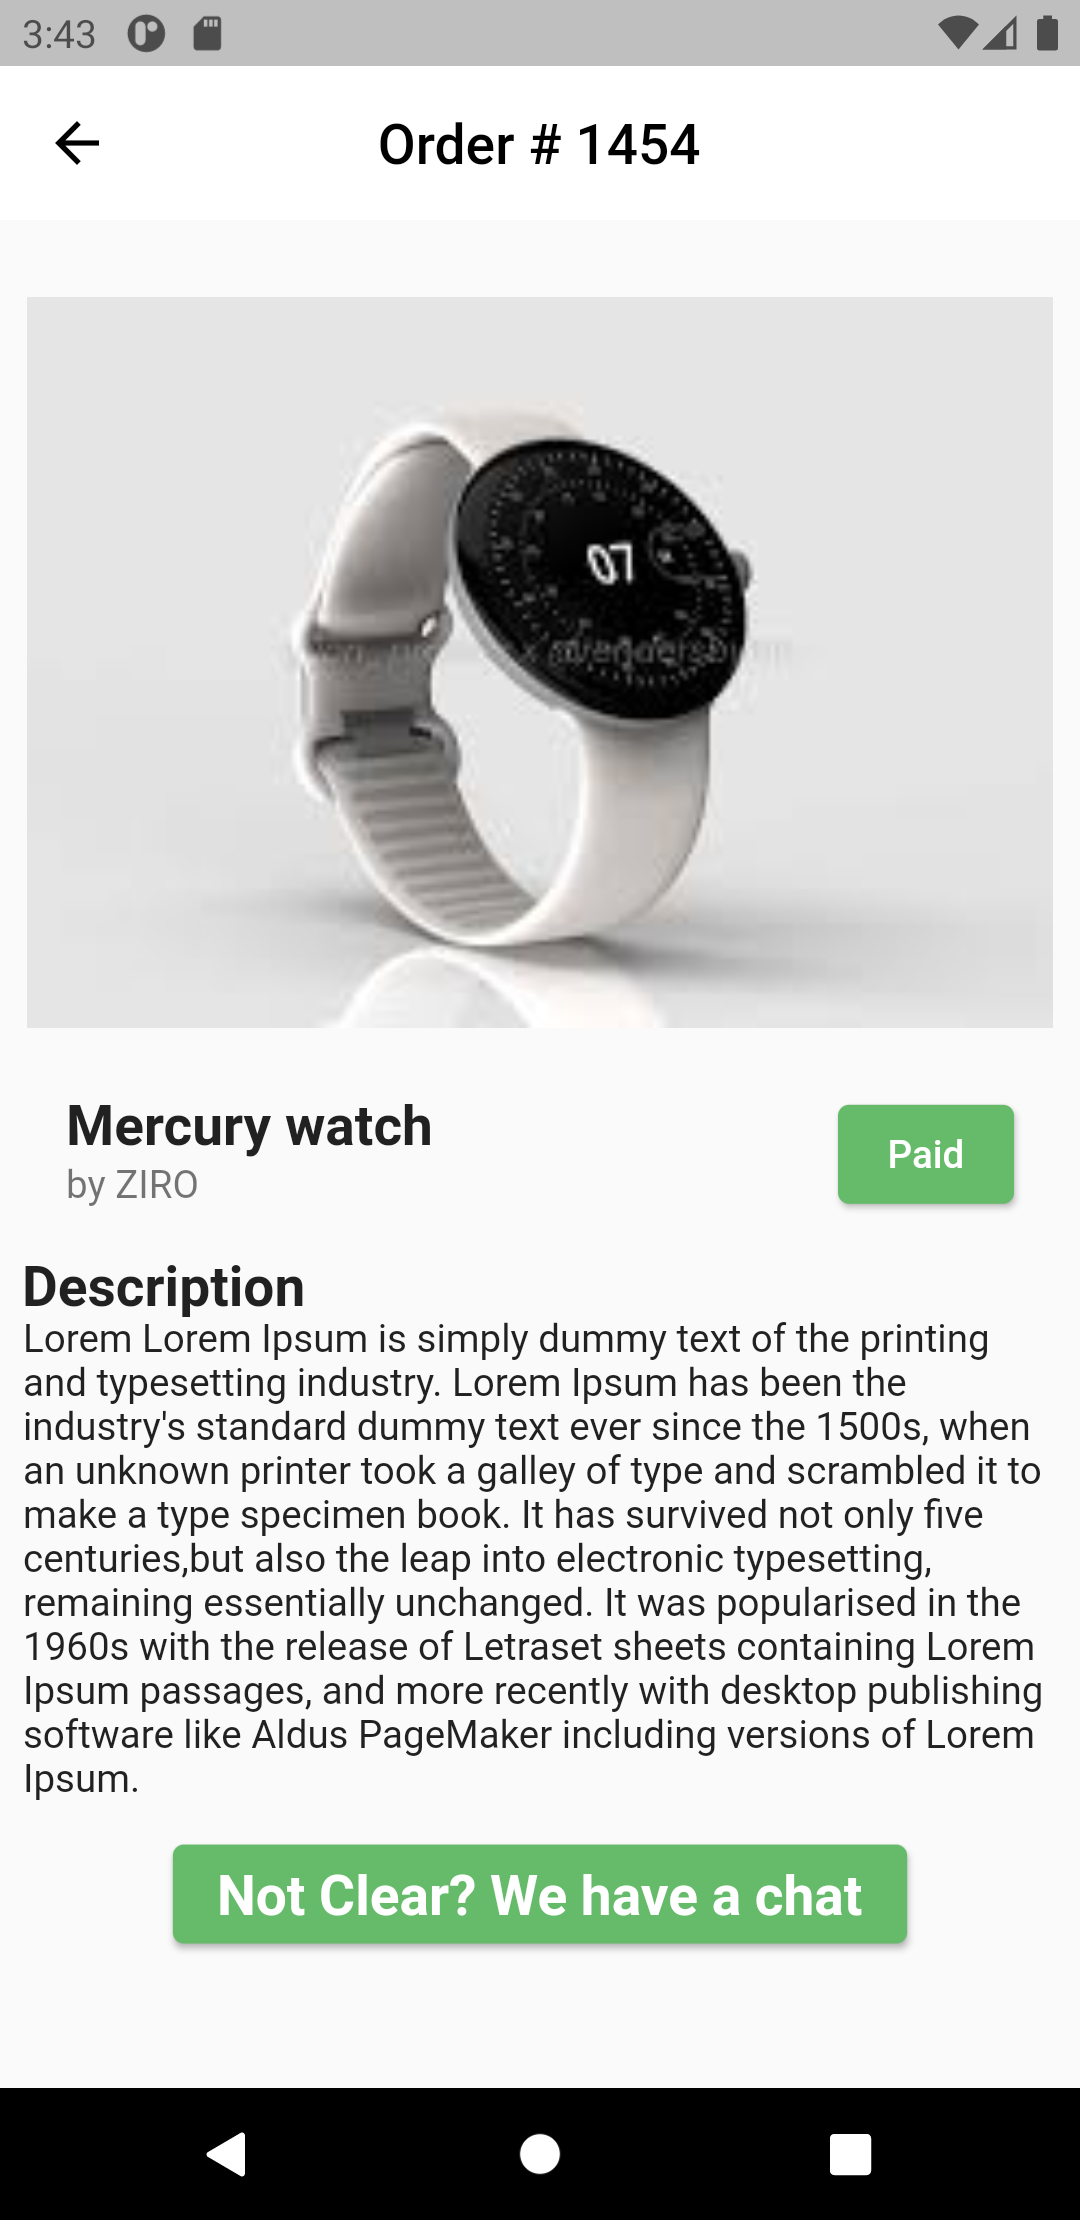 3:43
Order # 1454
07
Mercury watch
by ZIRO
Paid
Description
Lorem Lorem Ipsum is simply dummy text of the printing
and typesetting industry. Lorem Ipsum has been the
industry's standard dummy text ever since the 1500s, when
an unknown printer took a galley of type and scrambled it to
make a type specimen book. It has survived not only five
centuries,but also the leap into electronic typesetting,
remaining essentially unchanged. It was popularised in the
1960s with the release of Letraset sheets containing Lorem
Ipsum passages, and more recently with desktop publishing
software like Aldus PageMaker including versions of Lorem
Ipsum.
Not Clear? We have a chat